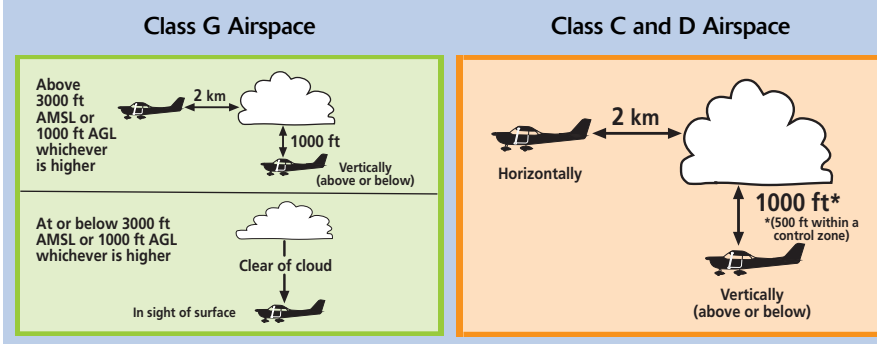 Class G Airspace
Above
3000 ft
AMSL or
1000 ft AGL
whichever
is higher
2 km
1000 ft
Vertically
(above or below)
At or below 3000 ft
AMSL or 1000 ft AGL
whichever is higher
Clear of cloud
In sight of surface
Class C and D Airspace
2 km
Horizontally
1000 ft*
*(500 ft within a
control zone)
Vertically
(above or below)